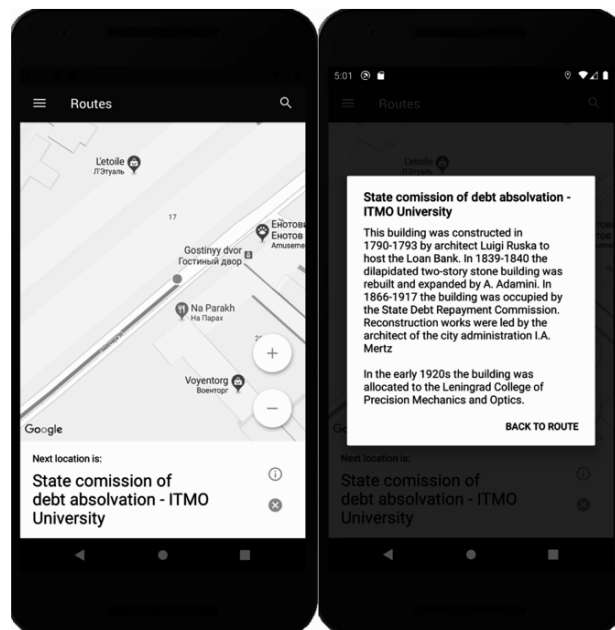 Routes
L'etoile
Л'Этуаль
17
Енотови
Енотов
Amusemen
Gostinyy dvor
Гостиный двор
Na Parakh
На Парах
+
Voyentorg
Военторг
−
Google
Next location is:
State comission of
debt absolvation - ITMO
University
5:01
Routes
L'etoile
Л'Этуаль
State comission of debt absolvation -
ITMO University
This building was constructed in
1790-1793 by architect Luigi Ruska to
host the Loan Bank. In 1839-1840 the
dilapidated two-story stone building was
rebuilt and expanded by A. Adamini. In
1866-1917 the building was occupied by
the State Debt Repayment Commission.
Reconstruction works were led by the
architect of the city administration I.A.
Mertz
In the early 1920s the building was
allocated to the Leningrad College of
Precision Mechanics and Optics.
BACK TO ROUTE
Google
Next location is:
State comission of
debt absolvation - ITMO
University